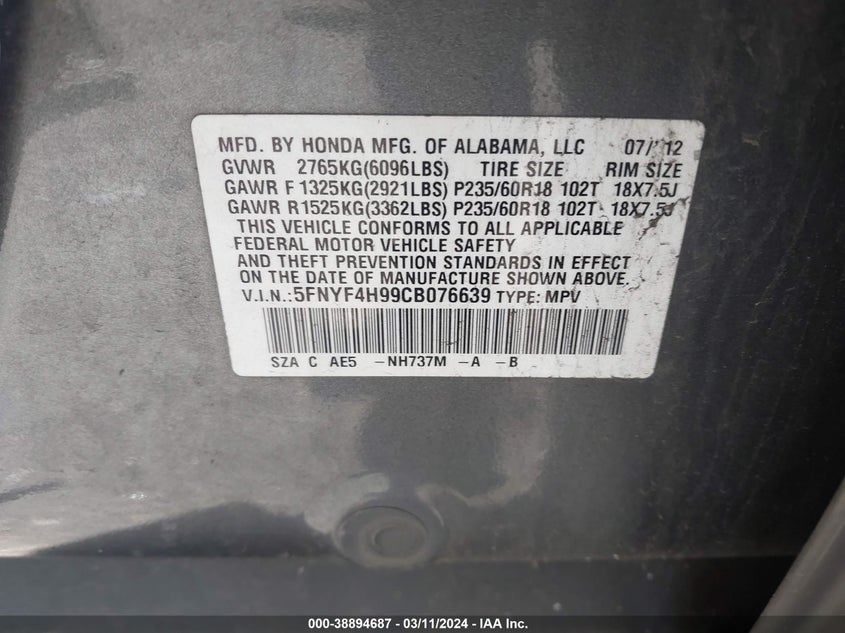 MFD. BY HONDA MFG. OF ALABAMA, LLC 07/12
GVWR 2765KG(6096LBS) TIRE SIZE RIM SIZE
GAWR F 1325KG(2921LBS) P235/60R18 102T 18X7.5J
GAWR R 1525KG(3362LBS) P235/60R18 102T 18X7.5J
THIS VEHICLE CONFORMS TO ALL APPLICABLE
FEDERAL MOTOR VEHICLE SAFETY
AND THEFT PREVENTION STANDARDS IN EFFECT
ON THE DATE OF MANUFACTURE SHOWN ABOVE.
V.I.N.:5FNYF4H99CB076639 TYPE: MPV
SZA C AE5 -NH737M -A -B
000-38894687 - 03/11/2024 - IAA Inc.